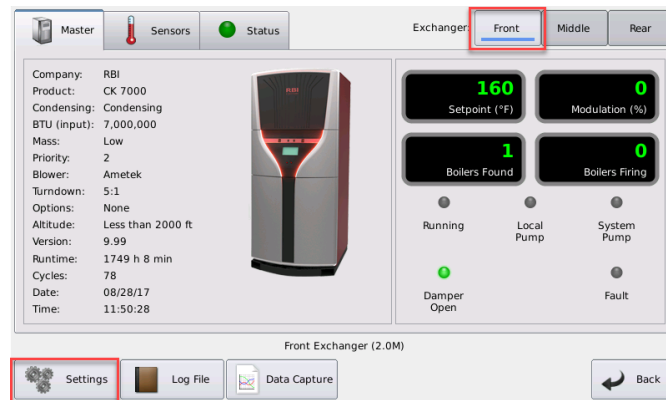 Master
Sensors
Status
Exchanger:
Front
Middle
Rear
Company: RBI
Product: CK 7000
Condensing: Condensing
BTU (input): 7,000,000
Mass: Low
Priority: 2
Blower: Ametek
Turndown: 5:1
Options: None
Altitude: Less than 2000 ft
Version: 9.99
Runtime: 1749 h 8 min
Cycles: 78
Date: 08/28/17
Time: 11:50:28
RBI
160
Setpoint (°F)
0
Modulation (%)
1
Boilers Found
0
Boilers Firing
Running
Local
Pump
System
Pump
Damper
Open
Fault
Front Exchanger (2.0M)
Settings
Log File
Data Capture
Back